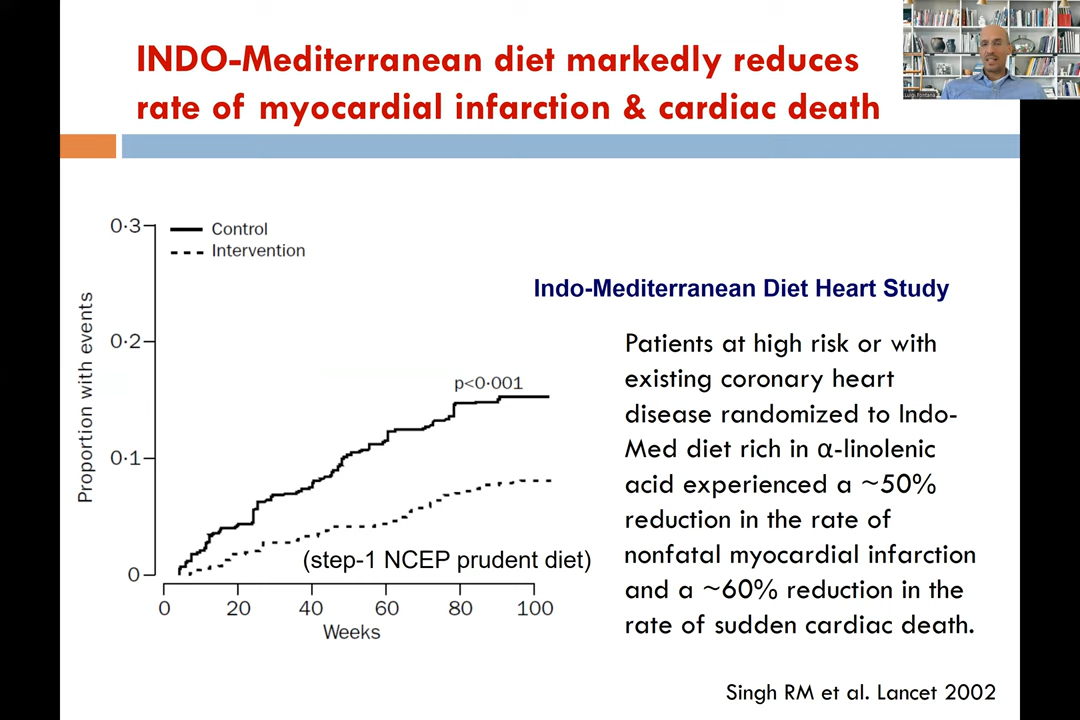 INDO-Mediterranean diet markedly reduces
rate of myocardial infarction & cardiac death
Luigi Fontana
0·3
Control
Intervention
Indo-Mediterranean Diet Heart Study
Proportion with events
0·2
p<0·001
0·1
0
(step-1 NCEP prudent diet)
0 20 40 60 80 100
Weeks
Patients at high risk or with
existing coronary heart
disease randomized to Indo-
Med diet rich in α-linolenic
acid experienced a ~50%
reduction in the rate of
nonfatal myocardial infarction
and a ~60% reduction in the
rate of sudden cardiac death.
Singh RM et al. Lancet 2002